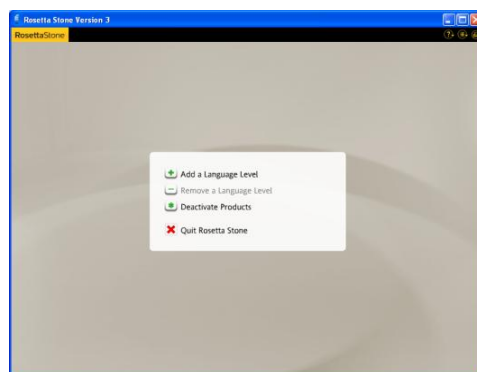 Rosetta Stone Version 3
RosettaStone
Add a Language Level
Remove a Language Level
Deactivate Products
Quit Rosetta Stone